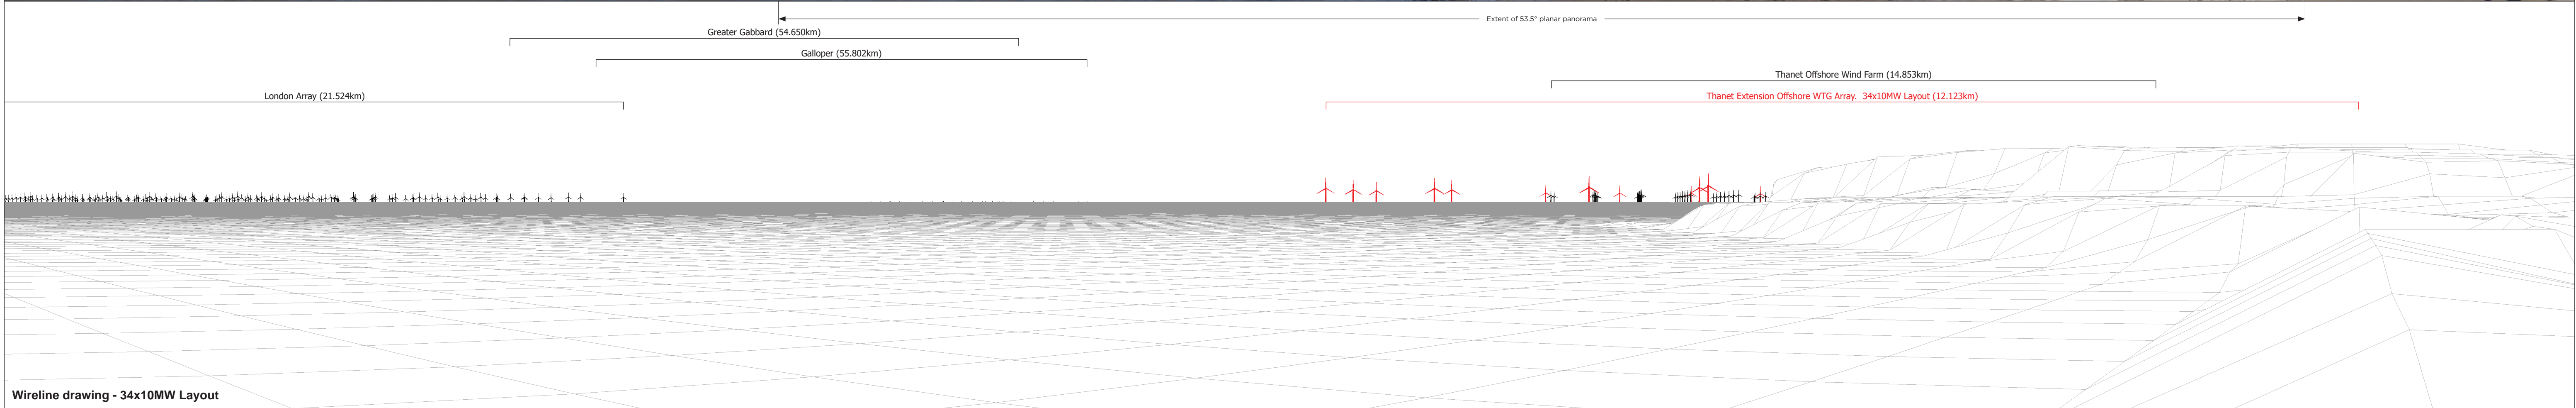 Extent of 53.5° planar panorama
Greater Gabbard (54.650km)
Galloper (55.802km)
Thanet Offshore Wind Farm (14.853km)
London Array (21.524km)
Thanet Extension Offshore WTG Array.  34x10MW Layout (12.123km)
Wireline drawing - 34x10MW Layout